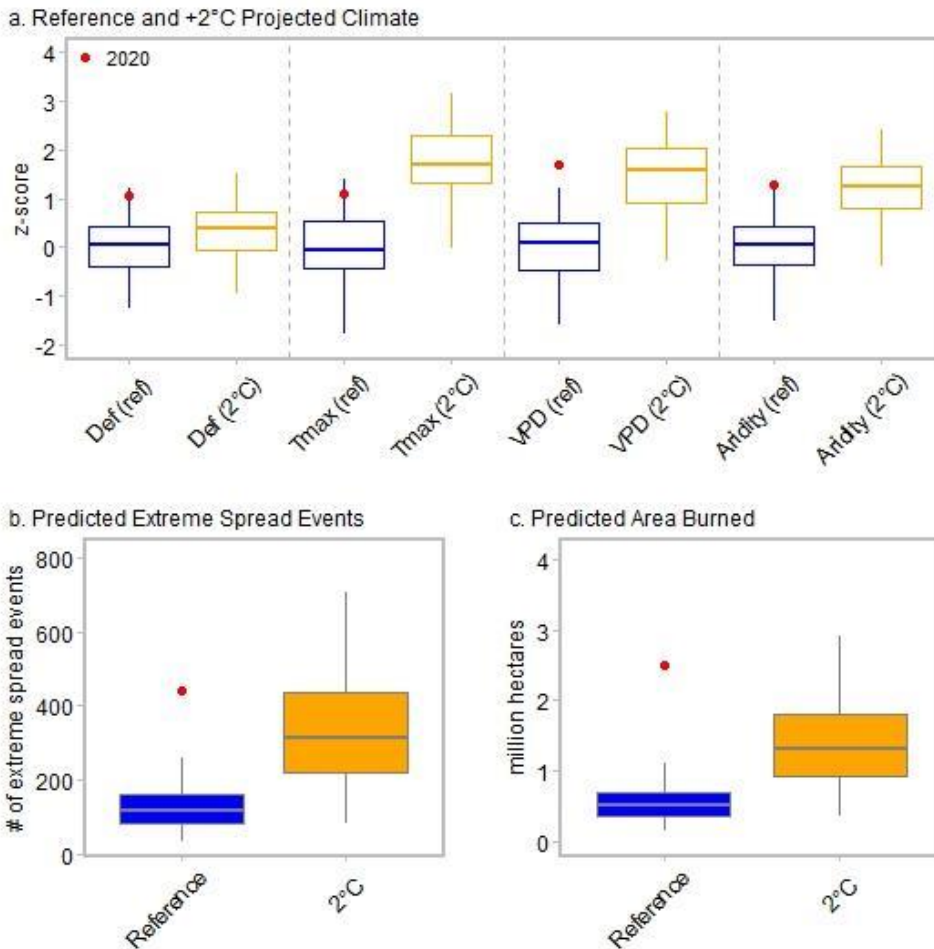 a. Reference and +2°C Projected Climate
4
3
2
1
0
-1
-2
z-score
2020
Def (ref)
Def (2°C)
Tmax (ref)
Tmax (2°C)
VPD (ref)
VPD (2°C)
Aridity (ref)
Aridity (2°C)
b. Predicted Extreme Spread Events
800
600
400
200
0
# of extreme spread events
Reference
2°C
c. Predicted Area Burned
4
3
2
1
0
million hectares
Reference
2°C